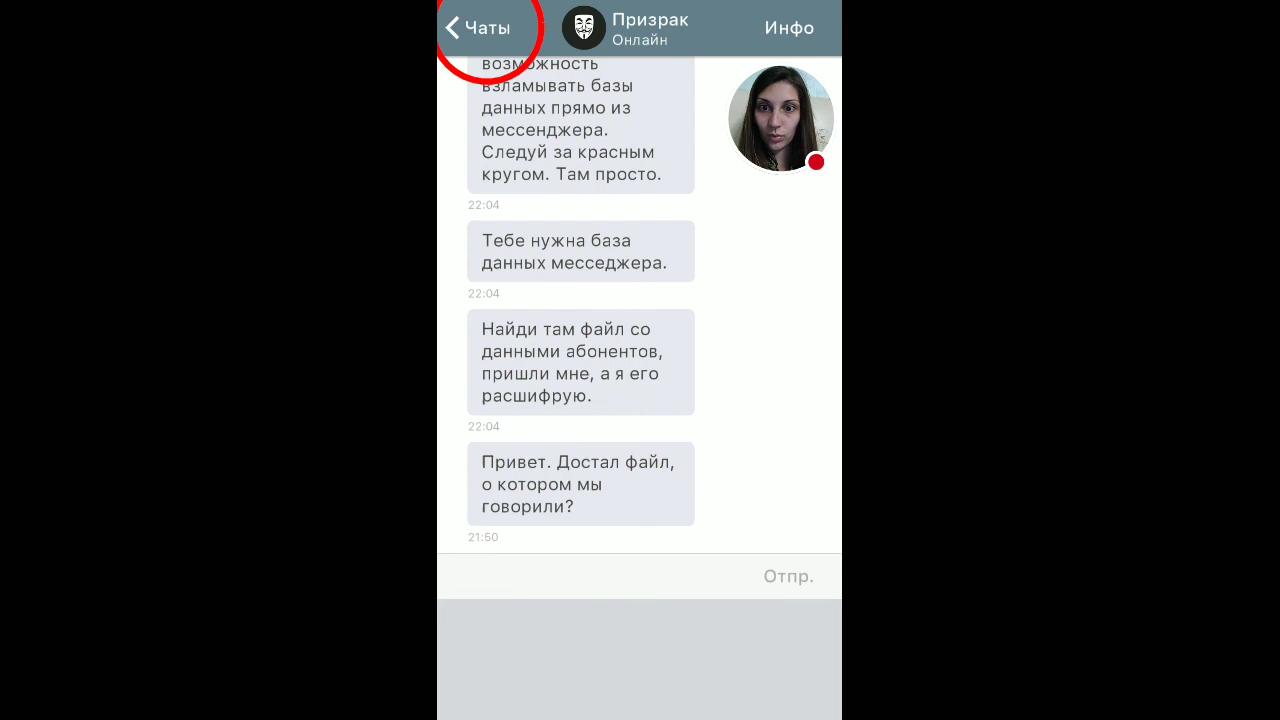 Чаты
Призрак
Онлайн
Инфо
возможность
взламывать базы
данных прямо из
мессенджера.
Следуй за красным
кругом. Там просто.
22:04
Тебе нужна база
данных месседжера.
22:04
Найди там файл со
данными абонентов,
пришли мне, а я его
расшифрую.
22:04
Привет. Достал файл,
о котором мы
говорили?
21:50
Отпр.